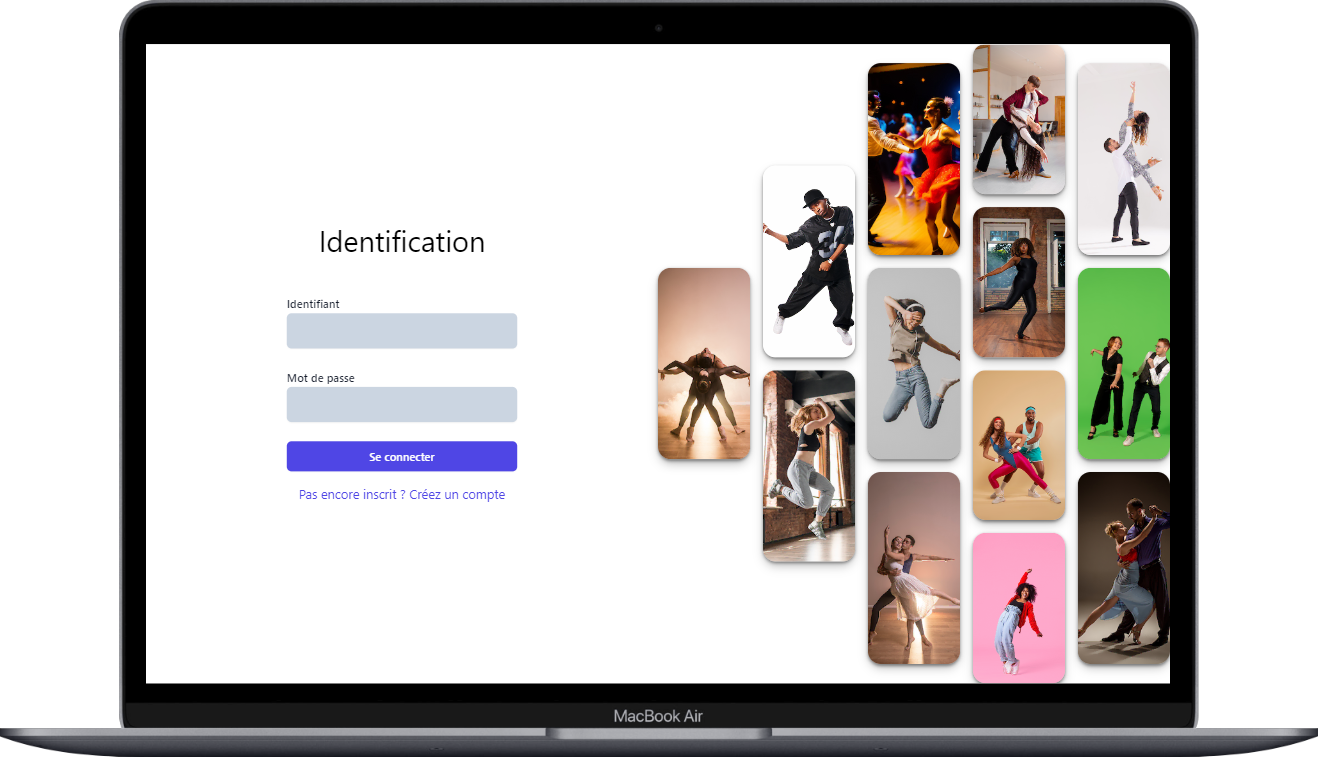 Identification
Identifiant
Mot de passe
Se connecter
Pas encore inscrit ? Créez un compte
MacBook Air